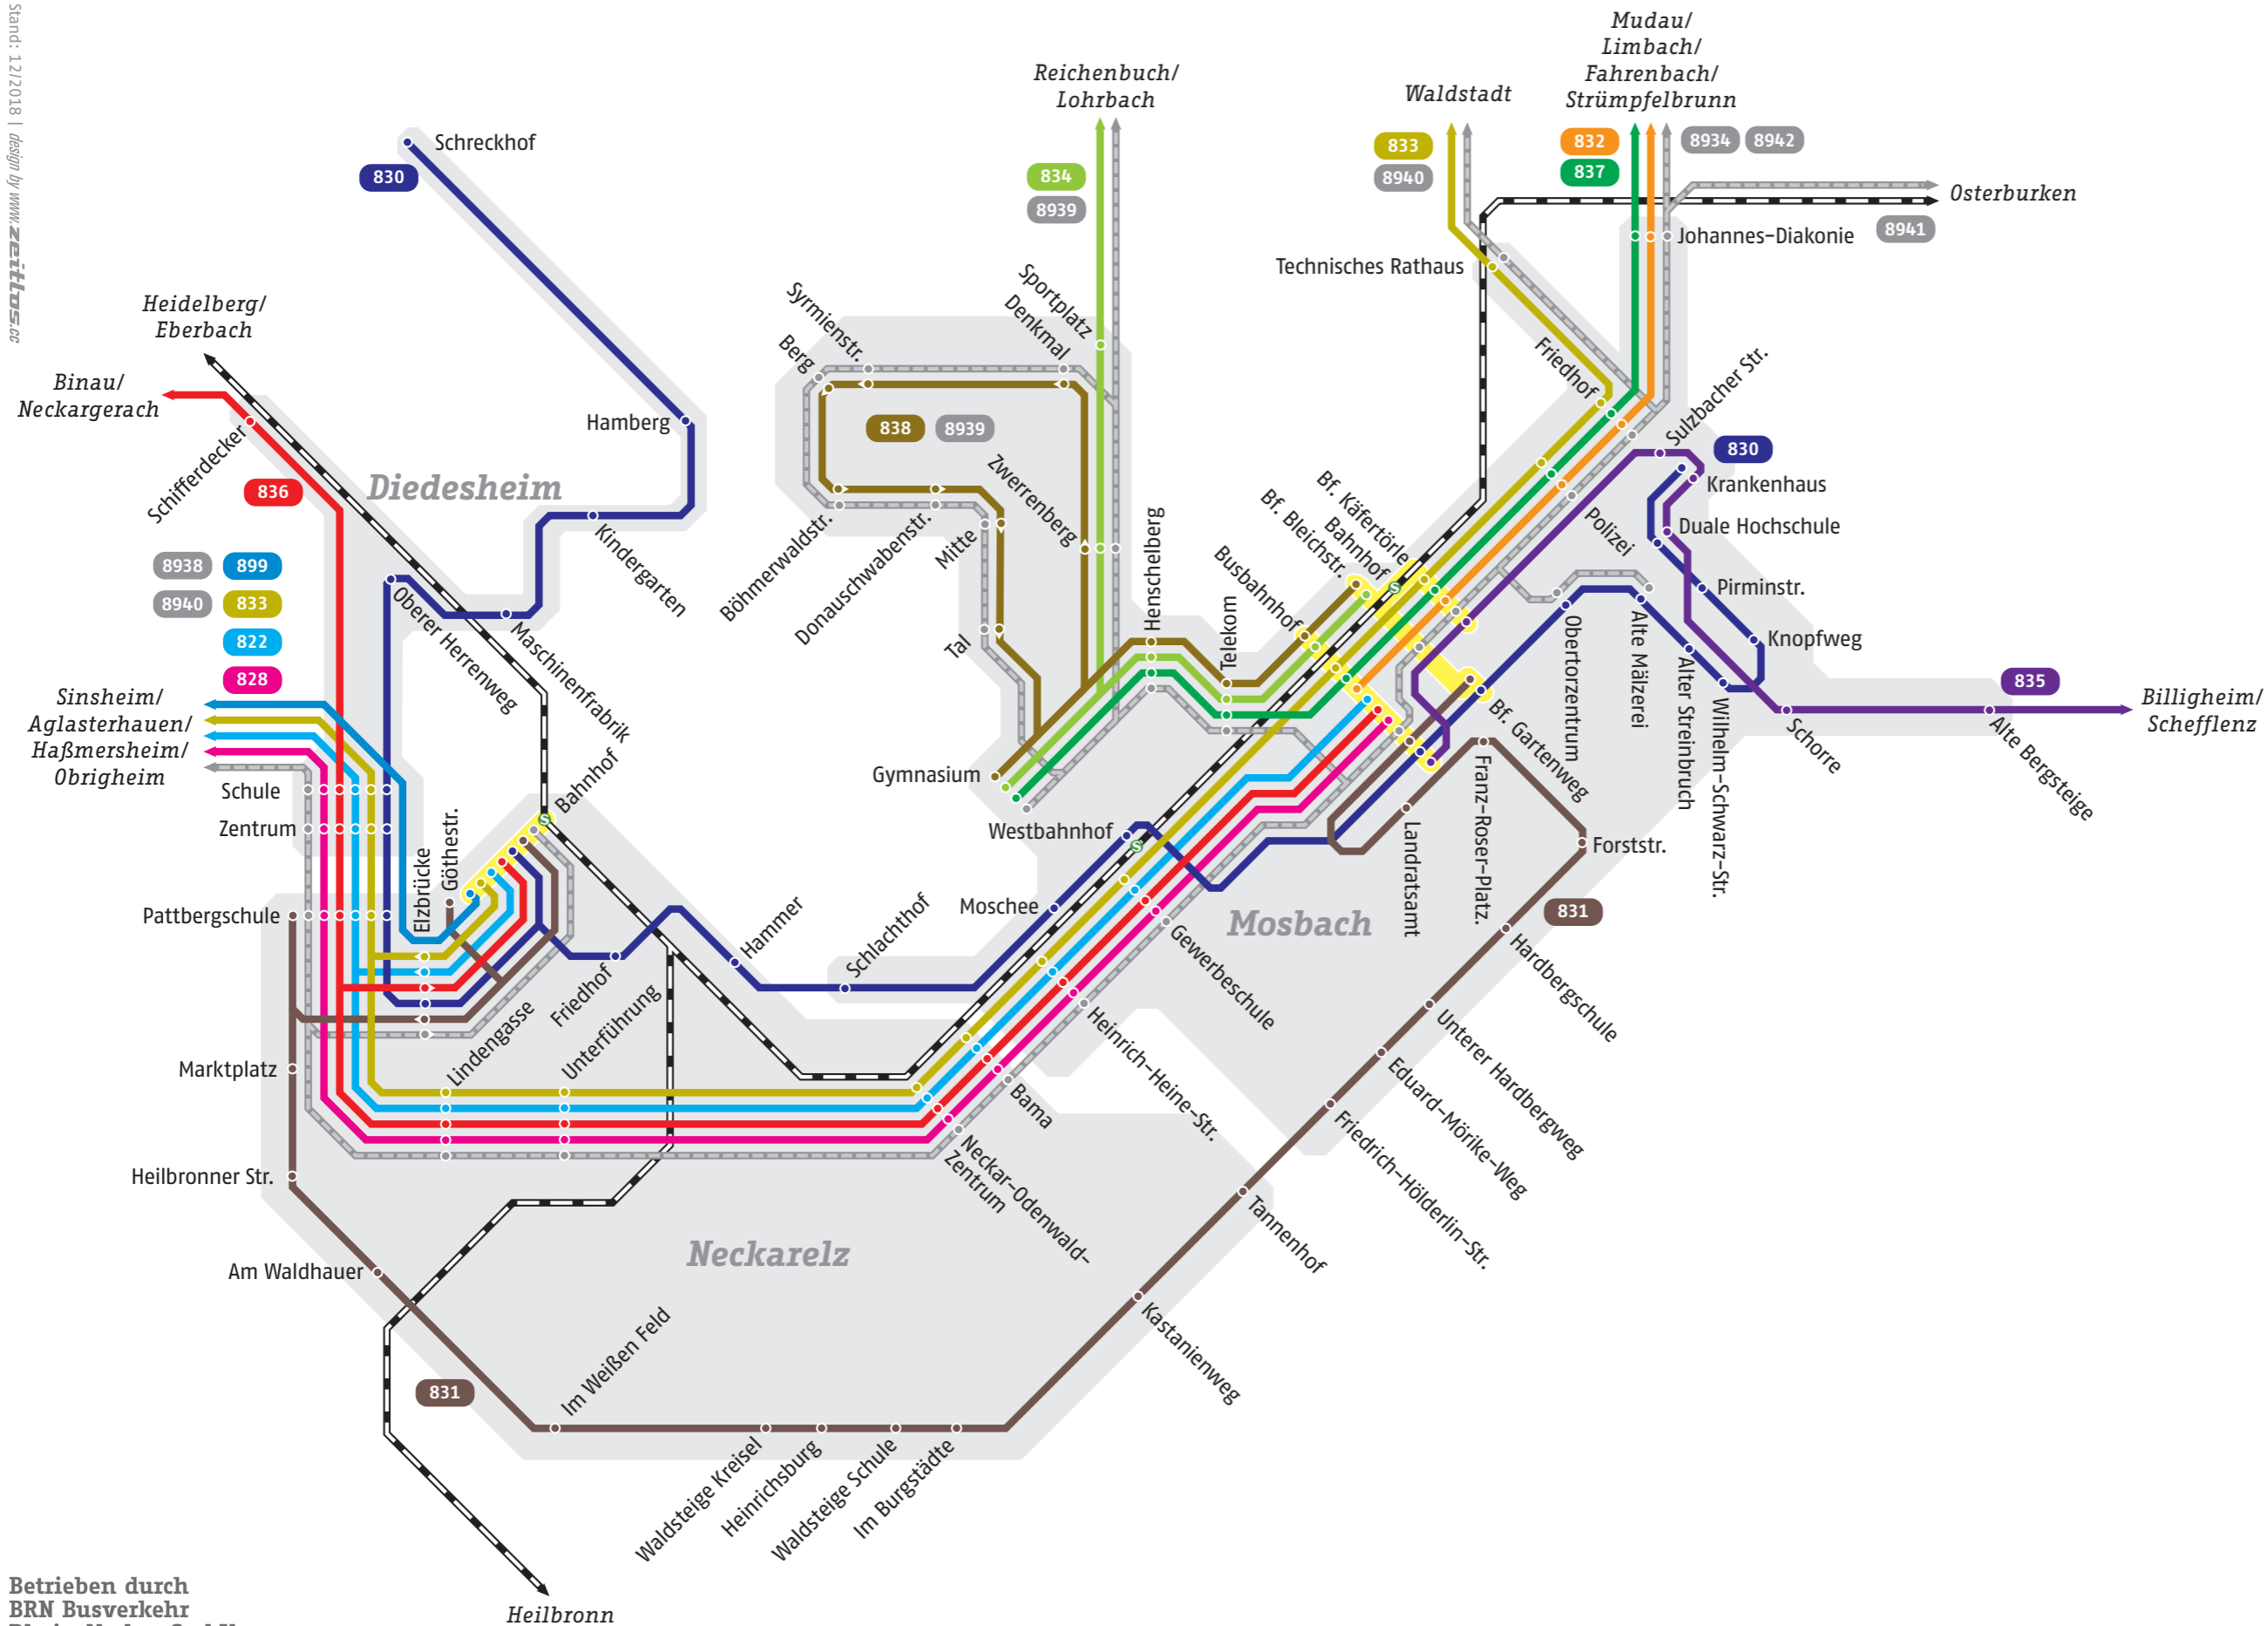 Stand: 12/2018 | design by www.zeitlos.cc
Mudau/
Limbach/
Fahrenbach/
Strümpfelbrunn
Reichenbuch/
Lohrbach
Waldstadt
832
837
8934
8942
833
8940
Schreckhof
830
834
8939
Osterburken
Johannes-Diakonie
8941
Technisches Rathaus
Heidelberg/
Eberbach
Binau/
Neckargerach
Schifferdecker
836
Diedesheim
Hamberg
Kindergarten
Syrmienstr.
Berg
Sportplatz
Denkmal
838
8939
Zwerrenberg
Böhmerwaldstr.
Donauschwabenstr.
Mitte
Tal
Henschelberg
Telekom
Friedhof
Sulzbacher Str.
830
Krankenhaus
Duale Hochschule
Polizei
Pirminstr.
Knopfweg
Bf. Käfertörle
Bahnhof
S
Bf. Bleichstr.
Busbahnhof
Obertorzentrum
Alte Mälzerei
Alter Steinbruch
Wilhelm-Schwarz-Str.
835
Billigheim/
Schefflenz
Schorre
Alte Bergsteige
8938
899
8940
833
822
828
Sinsheim/
Aglasterhauen/
Haßmersheim/
Obrigheim
Oberer Herrenweg
Maschinenfrabrik
Schule
Zentrum
Bahnhof
S
Göthestr.
Elzbrücke
Pattbergschule
Gymnasium
Westbahnhof
S
Moschee
Bf. Gartenweg
Franz-Roser-Platz.
Landratsamt
Forststr.
831
Mosbach
Hammer
Schlachthof
Friedhof
Lindengasse
Unterführung
Gewerbeschule
Heinrich-Heine-Str.
Hardbergschule
Unterer Hardbergweg
Eduard-Mörike-Weg
Friedrich-Hölderlin-Str.
Marktplatz
Bama
Neckar-Odenwald-
Zentrum
Heilbronner Str.
Tannenhof
Neckarelz
Am Waldhauer
Kastanienweg
831
Im Weißen Feld
Waldsteige Kreisel
Heinrichsburg
Waldsteige Schule
Im Burgstädte
Heilbronn
Betrieben durch
BRN Busverkehr